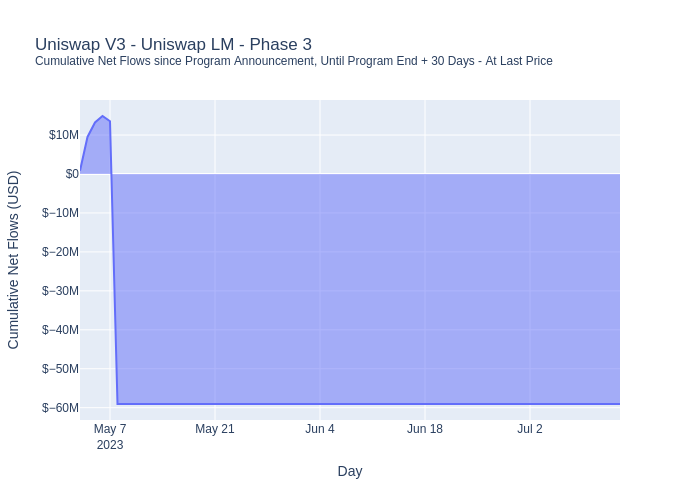 Uniswap V3 - Uniswap LM - Phase 3
Cumulative Net Flows since Program Announcement, Until Program End + 30 Days - At Last Price
Cumulative Net Flows (USD)
$10M
$0
$−10M
$−20M
$−30M
$−40M
$−50M
$−60M
May 7
2023
May 21
Jun 4
Jun 18
Jul 2
Day